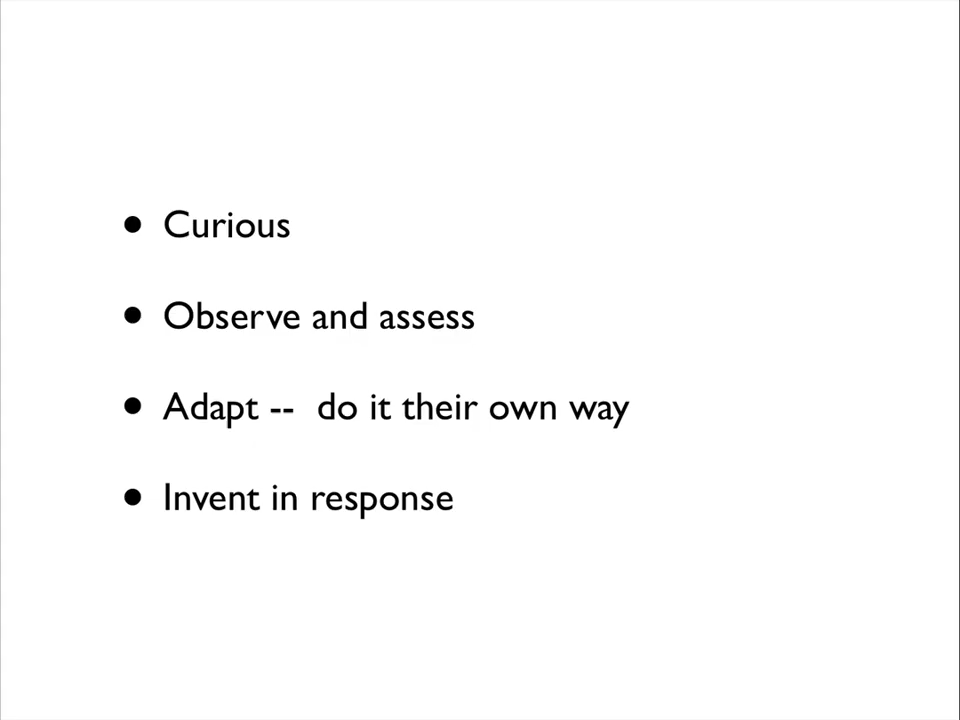 • Curious
• Observe and assess
• Adapt --  do it their own way
• Invent in response